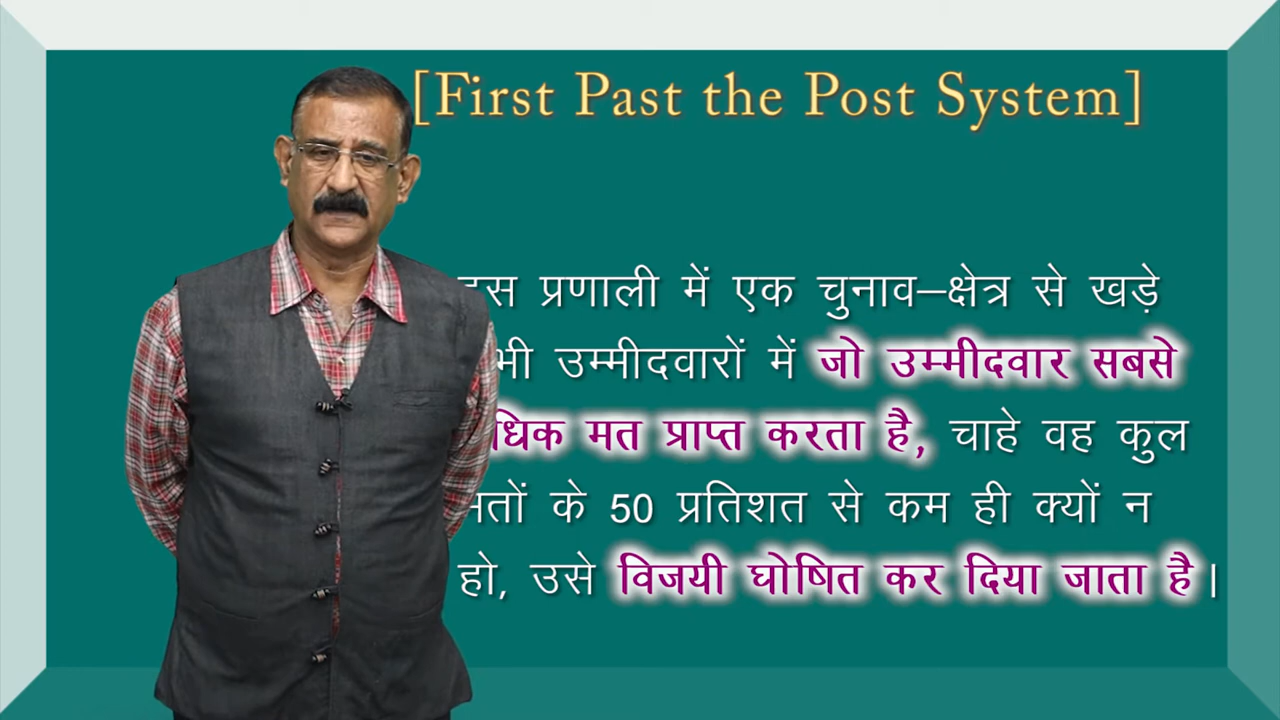 [First Past the Post System]
इस प्रणाली में एक चुनाव–क्षेत्र से खड़े
उम्मीदवारों में जो उम्मीदवार सबसे
मत प्राप्त करता है, चाहे वह कुल
के 50 प्रतिशत से कम ही क्यों न
हो, उसे विजयी घोषित कर दिया जाता है।